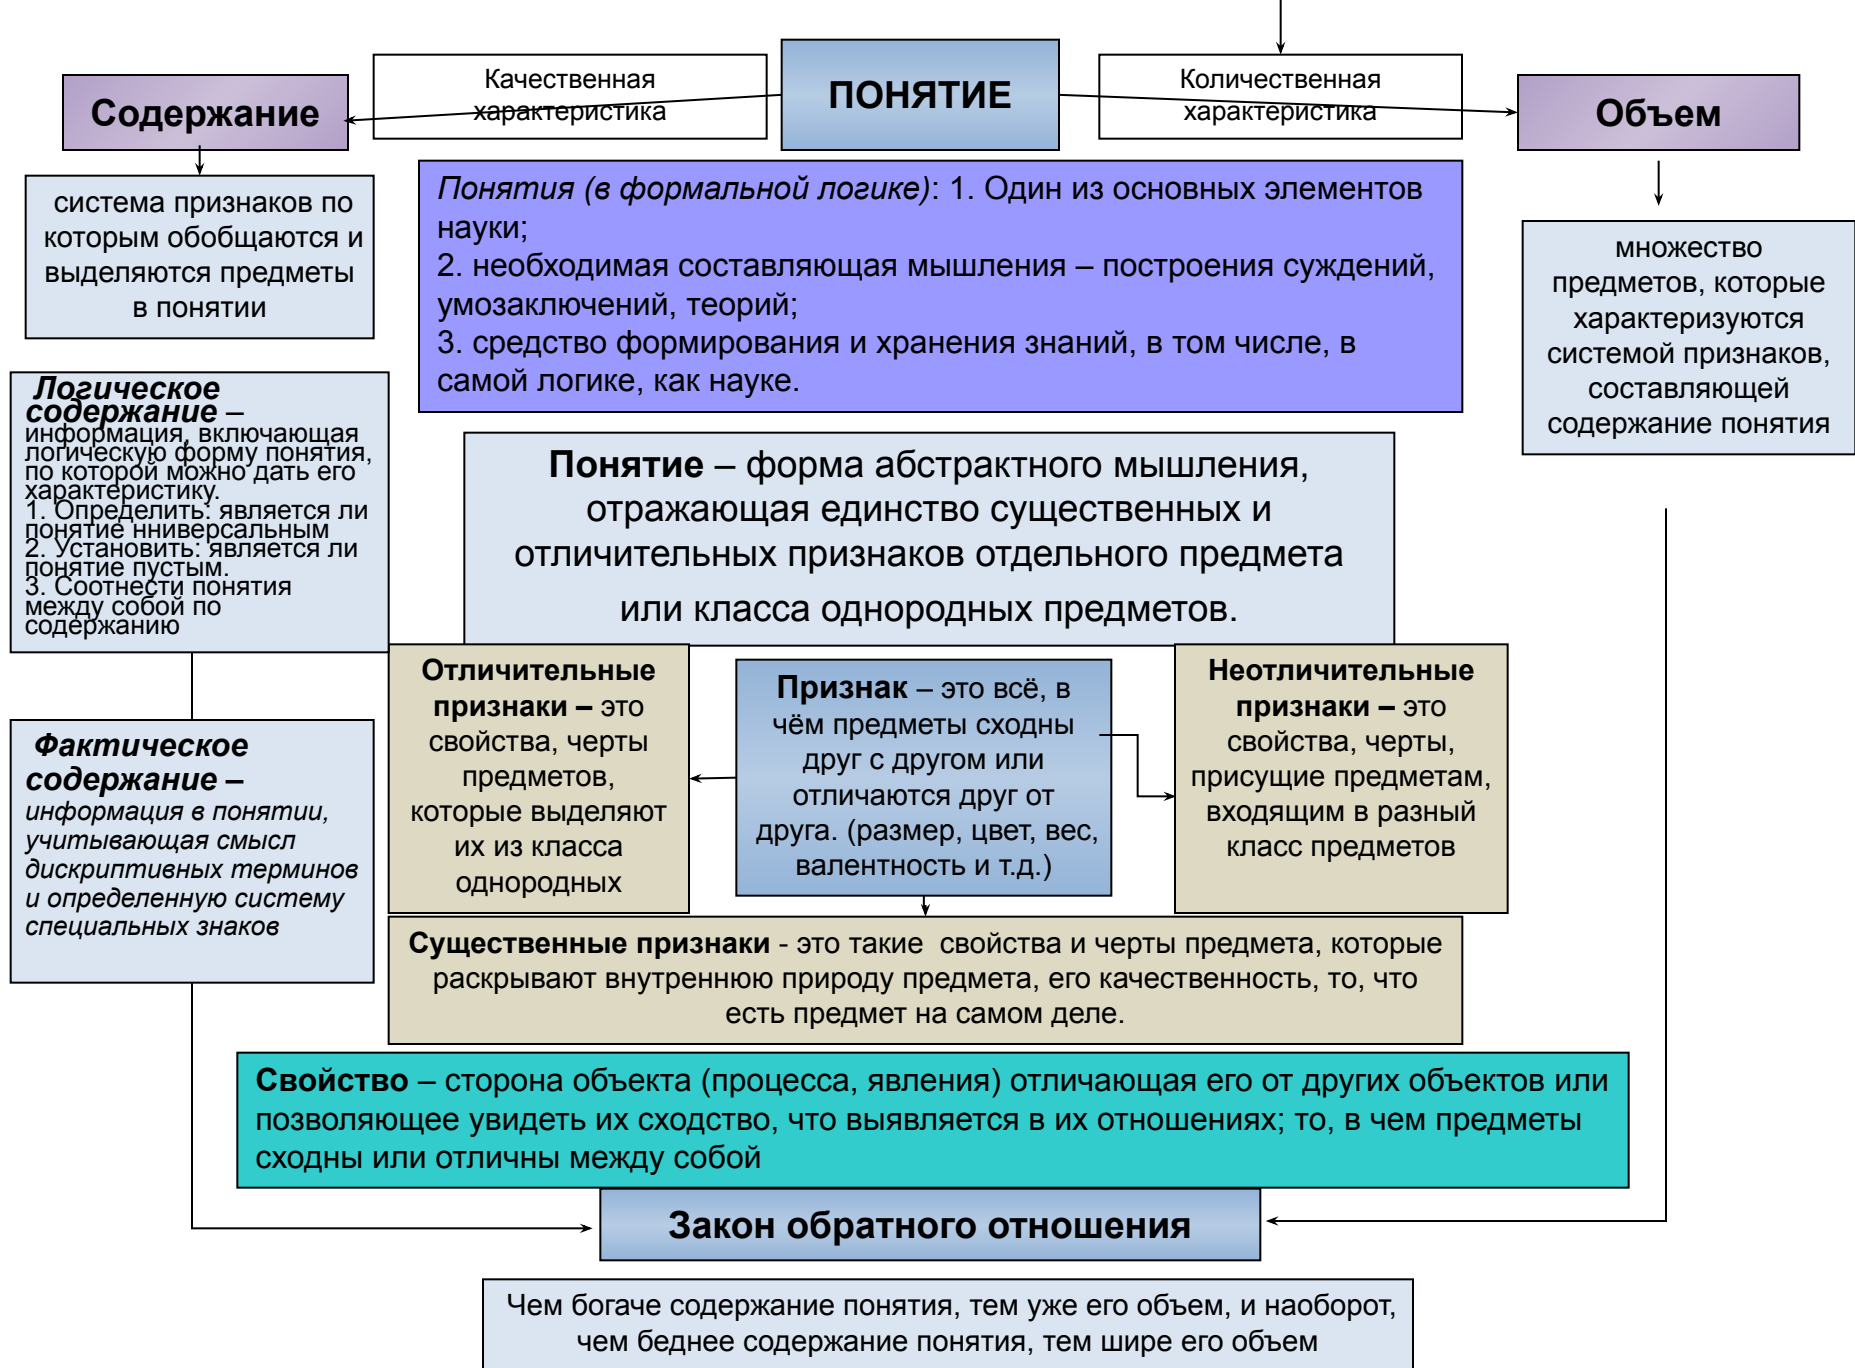 Качественная
характеристика
ПОНЯТИЕ
Количественная
характеристика
Содержание
Объем
система признаков по
которым обобщаются и
выделяются предметы
в понятии
Понятия (в формальной логике): 1. Один из основных элементов
науки;
2. необходимая составляющая мышления – построения суждений,
умозаключений, теорий;
3. средство формирования и хранения знаний, в том числе, в
самой логике, как науке.
множество
предметов, которые
характеризуются
системой признаков,
составляющей
содержание понятия
Логическое
содержание –
информация, включающая
логическую форму понятия,
по которой можно дать его
характеристику.
1. Определить: является ли
понятие нниверсальным
2. Установить: является ли
понятие пустым.
3. Соотнести понятия
между собой по
содержанию
Понятие – форма абстрактного мышления,
отражающая единство существенных и
отличительных признаков отдельного предмета
или класса однородных предметов.
Отличительные
признаки – это
свойства, черты
предметов,
которые выделяют
их из класса
однородных
Признак – это всё, в
чём предметы сходны
друг с другом или
отличаются друг от
друга. (размер, цвет, вес,
валентность и т.д.)
Неотличительные
признаки – это
свойства, черты,
присущие предметам,
входящим в разный
класс предметов
Фактическое
содержание –
информация в понятии,
учитывающая смысл
дискриптивных терминов
и определенную систему
специальных знаков
Существенные признаки - это такие  свойства и черты предмета, которые
раскрывают внутреннюю природу предмета, его качественность, то, что
есть предмет на самом деле.
Свойство – сторона объекта (процесса, явления) отличающая его от других объектов или
позволяющее увидеть их сходство, что выявляется в их отношениях; то, в чем предметы
сходны или отличны между собой
Закон обратного отношения
Чем богаче содержание понятия, тем уже его объем, и наоборот,
чем беднее содержание понятия, тем шире его объем